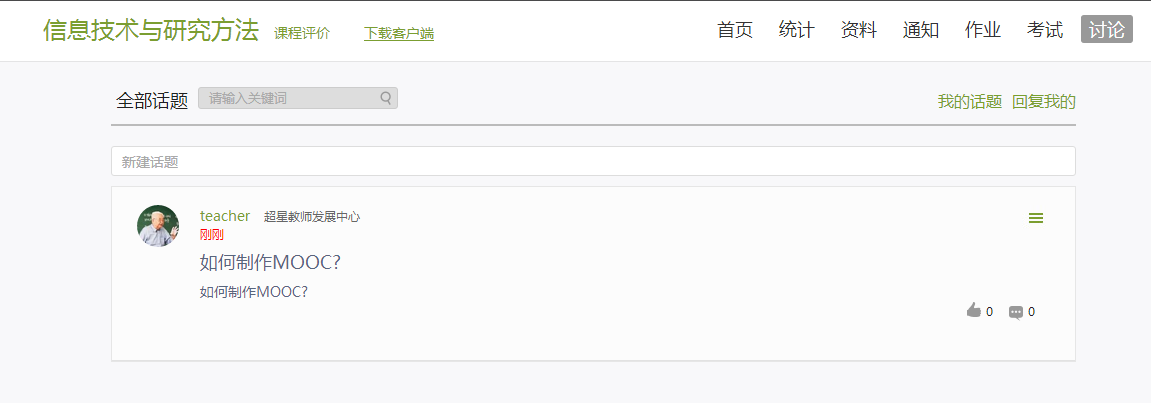 信息技术与研究方法 课程评价 下载客户端 首页 统计 资料 通知 作业 考试 讨论
全部话题 请输入关键词 我的话题 回复我的
新建话题
teacher 超星教师发展中心
刚刚
如何制作MOOC?
如何制作MOOC?
0 0